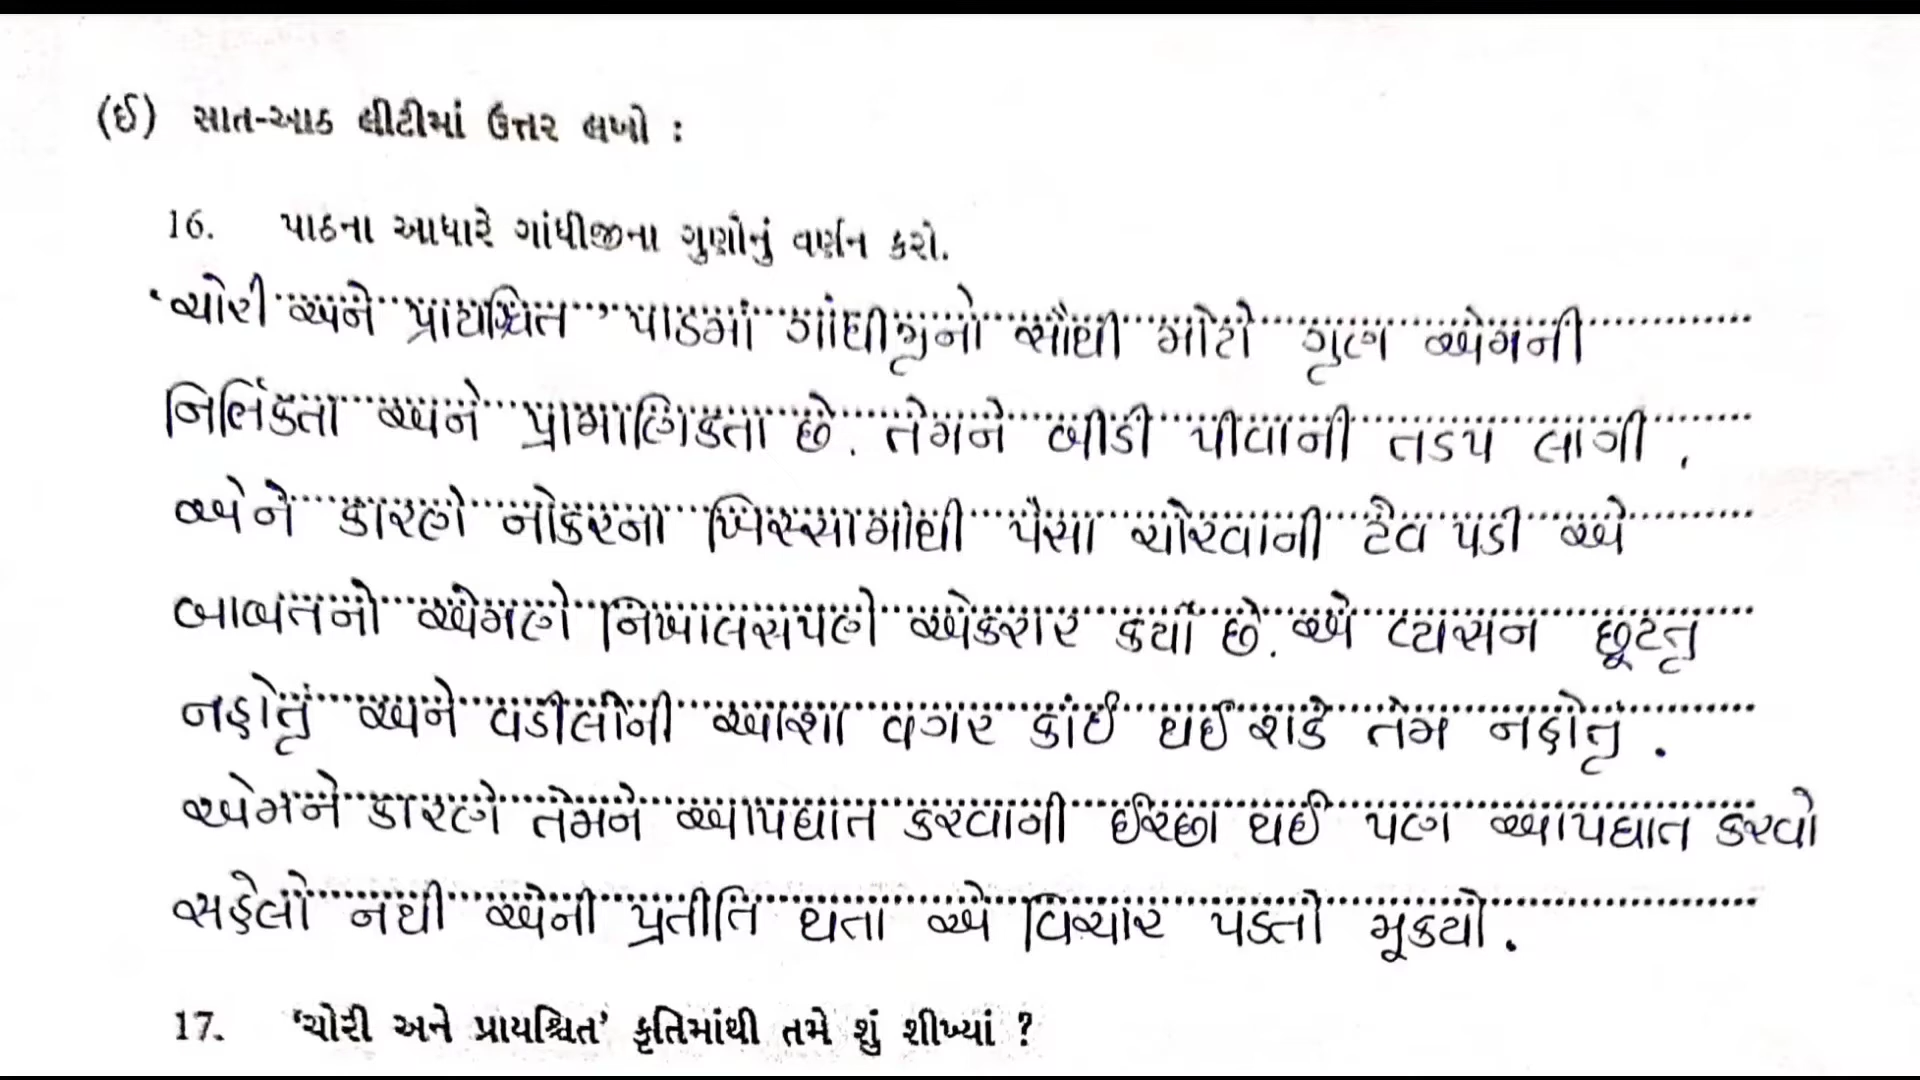 (ઈ) સાત-આઠ લીટીમાં ઉત્તર લખો :
16. પાઠના આધારે ગાંધીજીના ગુણોનું વર્ણન કરો.
'ચોરી અને પ્રાયશ્ચિત' પાઠમાં ગાંધીજીનો સૌથી મોટો ગુણ એમની
નિર્ભિકતા અને પ્રામાણિકતા છે. તેમને બીડી પીવાની તડપ લાગી,
એને કારણે નોકરના ખિસ્સામાંથી પૈસા ચોરવાની ટેવ પડી એ
બાબતનો એમણે નિખાલસપણે એકરાર કર્યો છે. એ વ્યસન છૂટતુ
નહોતું અને વડીલોની આજ્ઞા વગર કાંઈ થઈ શકે તેમ નહોતું.
એમને કારણે તેમને આપઘાત કરવાની ઈચ્છા થઈ પણ આપઘાત કરવો
સહેલો નથી એની પ્રતીતિ થતા એ વિચાર પડતો મૂકયો.
17. 'ચોરી અને પ્રાયશ્ચિત' કૃતિમાંથી તમે શું શીખ્યાં ?